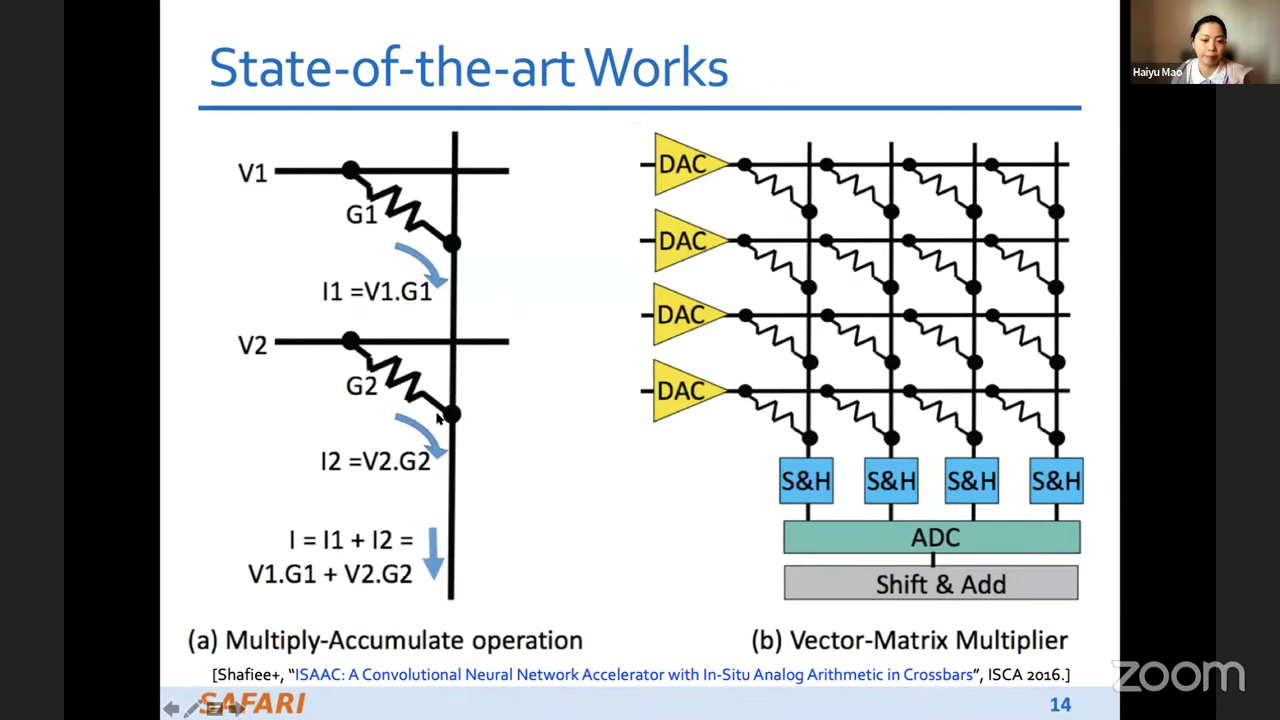 State-of-the-art Works
Haiyu Mao
V1
G1
I1 =V1.G1
V2
G2
I2 =V2.G2
I = I1 + I2 =
V1.G1 + V2.G2
(a) Multiply-Accumulate operation
DAC
DAC
DAC
DAC
S&H S&H S&H S&H
ADC
Shift & Add
(b) Vector-Matrix Multiplier
[Shafiee+, “ISAAC: A Convolutional Neural Network Accelerator with In-Situ Analog Arithmetic in Crossbars”, ISCA 2016.]
SAFARI
14
zoom